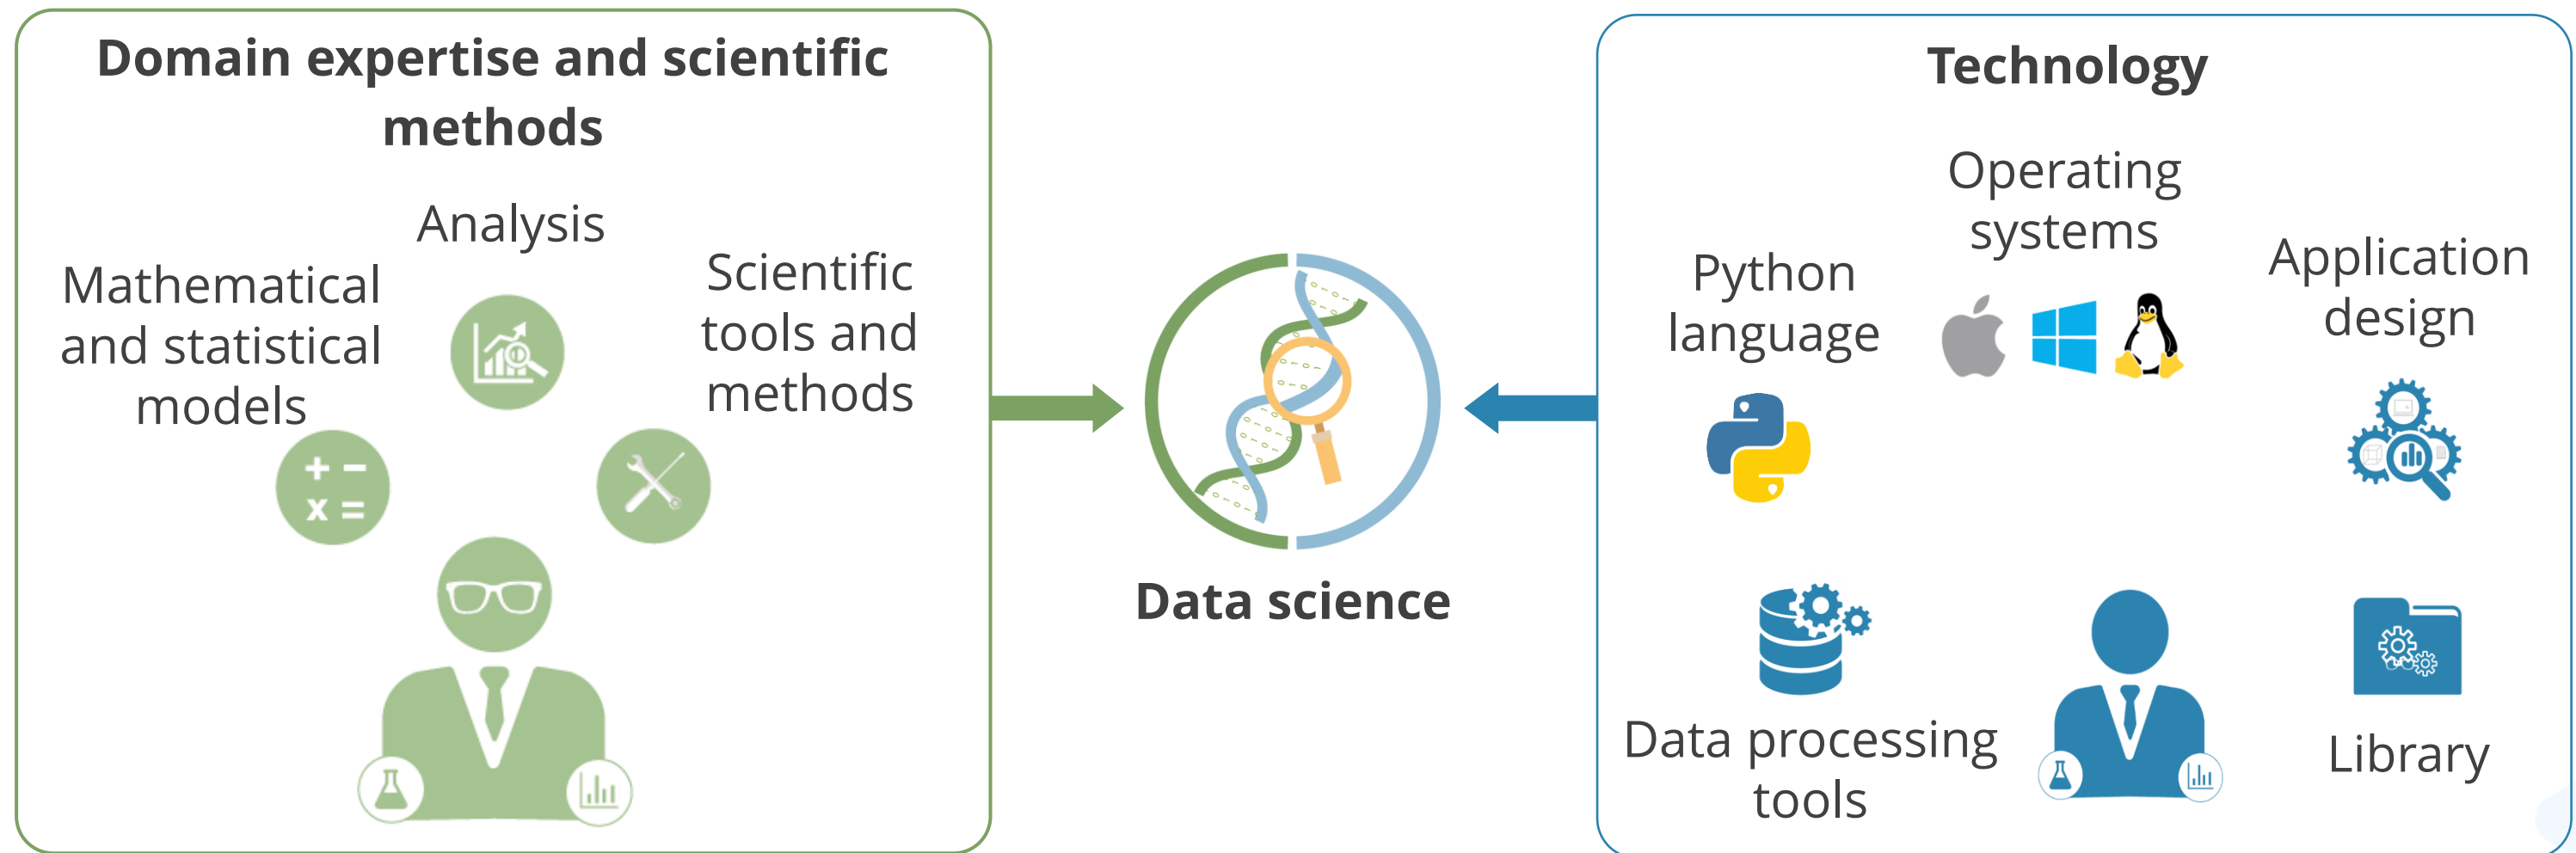 Domain expertise and scientific
methods
Analysis
Mathematical
and statistical
models
Scientific
tools and
methods
+ −
x =
Data science
Technology
Operating
systems
Python
language
Application
design
Data processing
tools
Library